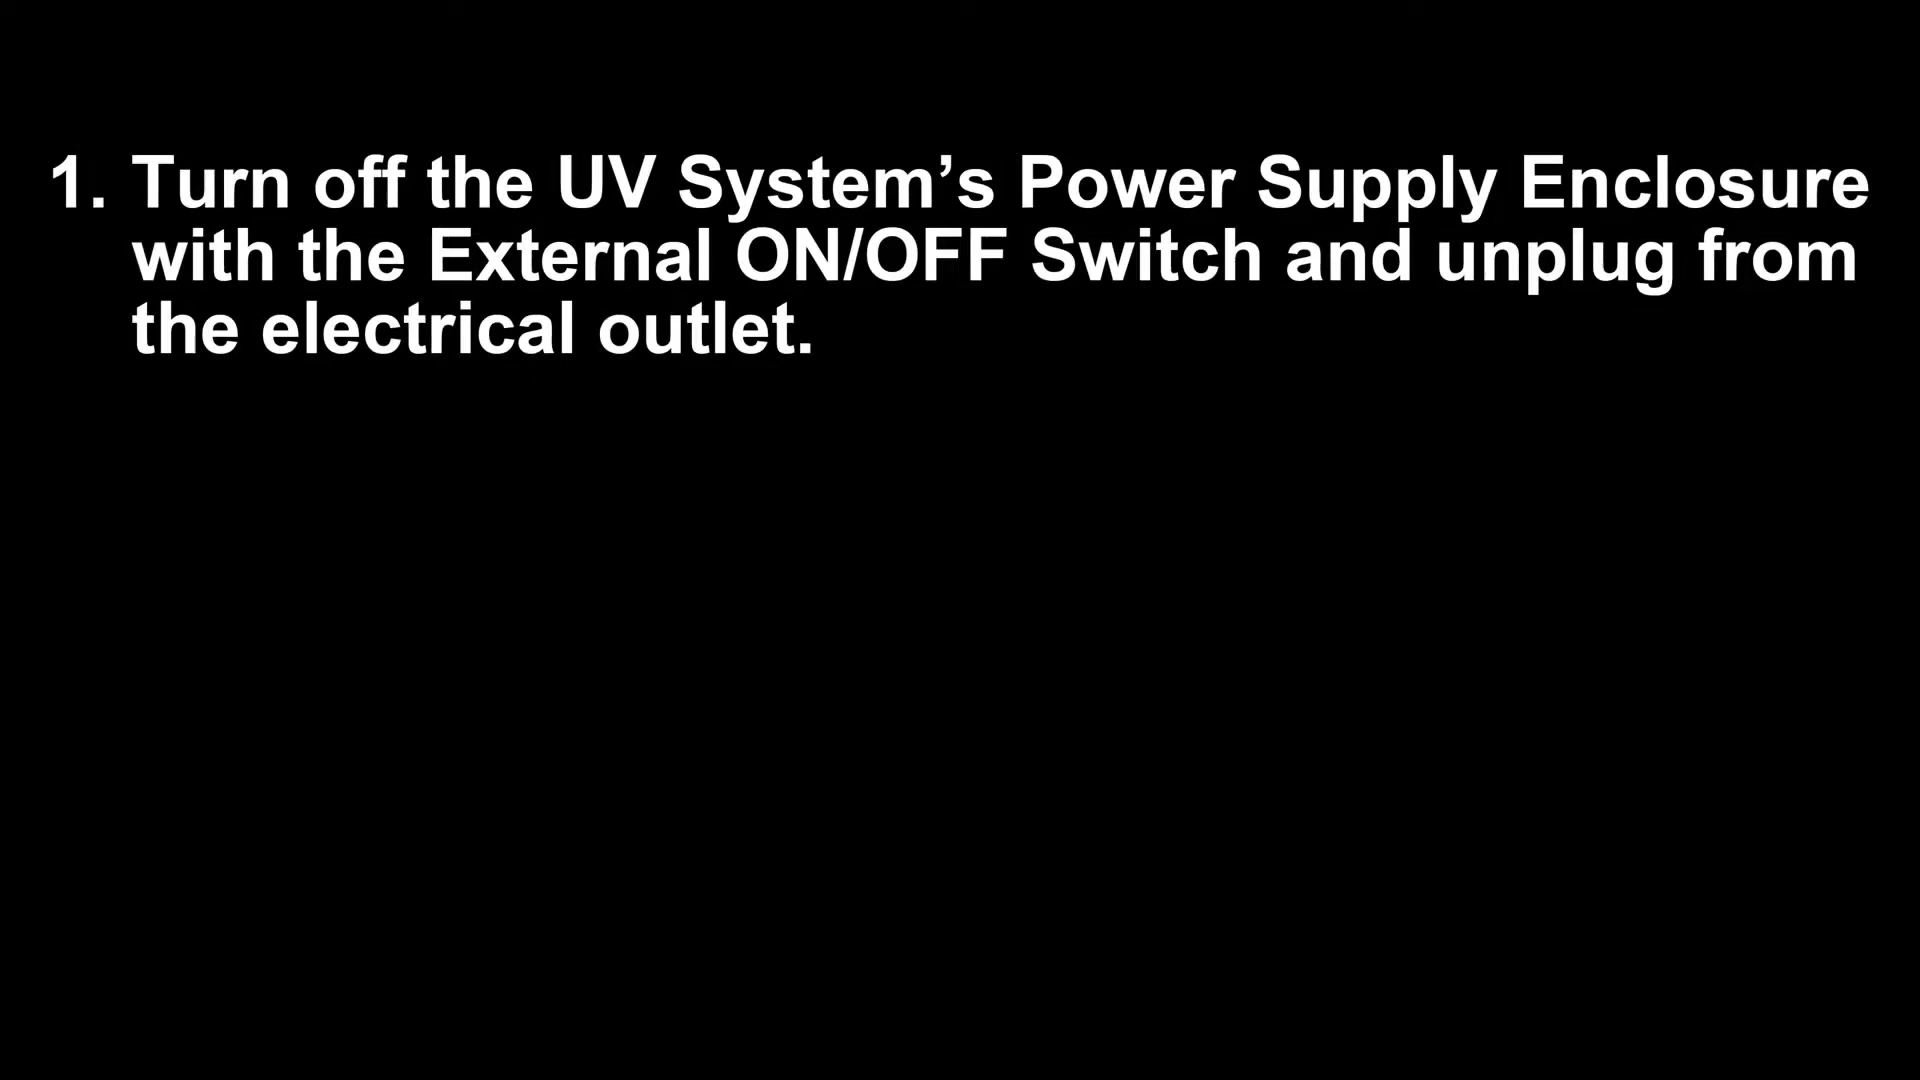 1. Turn off the UV System’s Power Supply Enclosure
with the External ON/OFF Switch and unplug from
the electrical outlet.